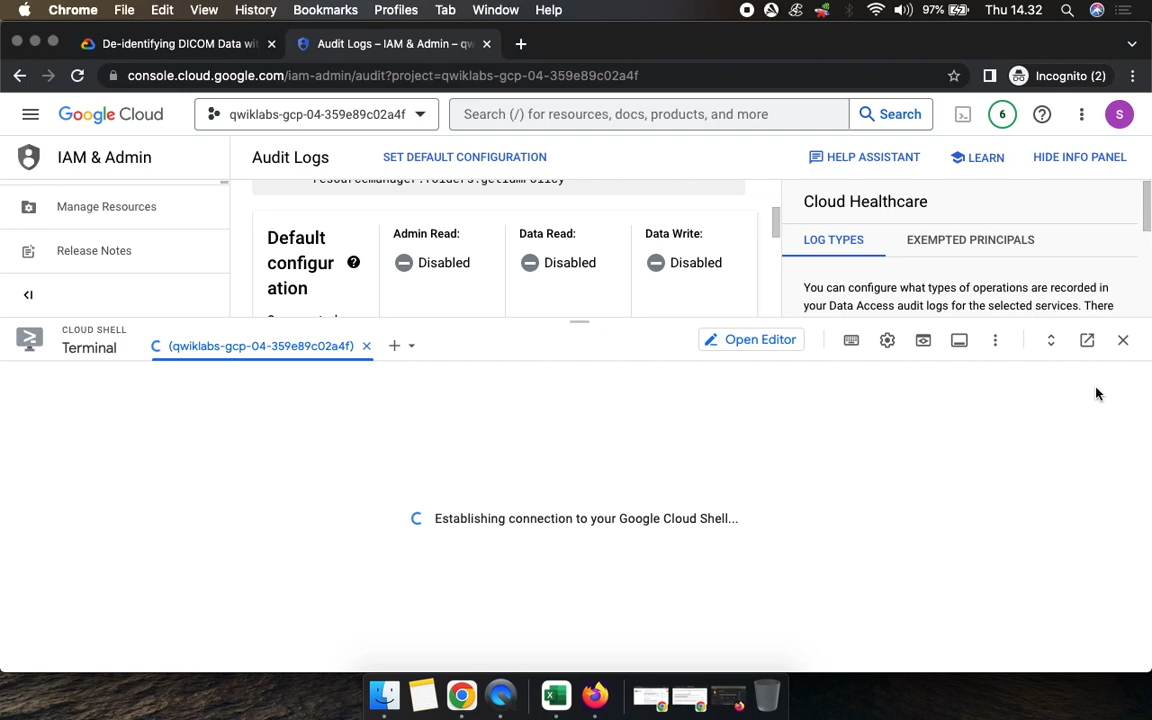 Chrome File Edit View History Bookmarks Profiles Tab Window Help 97% Thu 14.32
De-identifying DICOM Data wit Audit Logs – IAM & Admin – qw
console.cloud.google.com/iam-admin/audit?project=qwiklabs-gcp-04-359e89c02a4f Incognito (2)
Google Cloud qwiklabs-gcp-04-359e89c02a4f Search (/) for resources, docs, products, and more Search 6 S
IAM & Admin Audit Logs SET DEFAULT CONFIGURATION HELP ASSISTANT LEARN HIDE INFO PANEL
resourcemanager.folders.getIamPolicy
Manage Resources
Release Notes
Default
configur
ation
Admin Read:
Disabled
Data Read:
Disabled
Data Write:
Disabled
Cloud Healthcare
LOG TYPES EXEMPTED PRINCIPALS
You can configure what types of operations are recorded in
your Data Access audit logs for the selected services. There
CLOUD SHELL
Terminal (qwiklabs-gcp-04-359e89c02a4f) Open Editor
Establishing connection to your Google Cloud Shell...